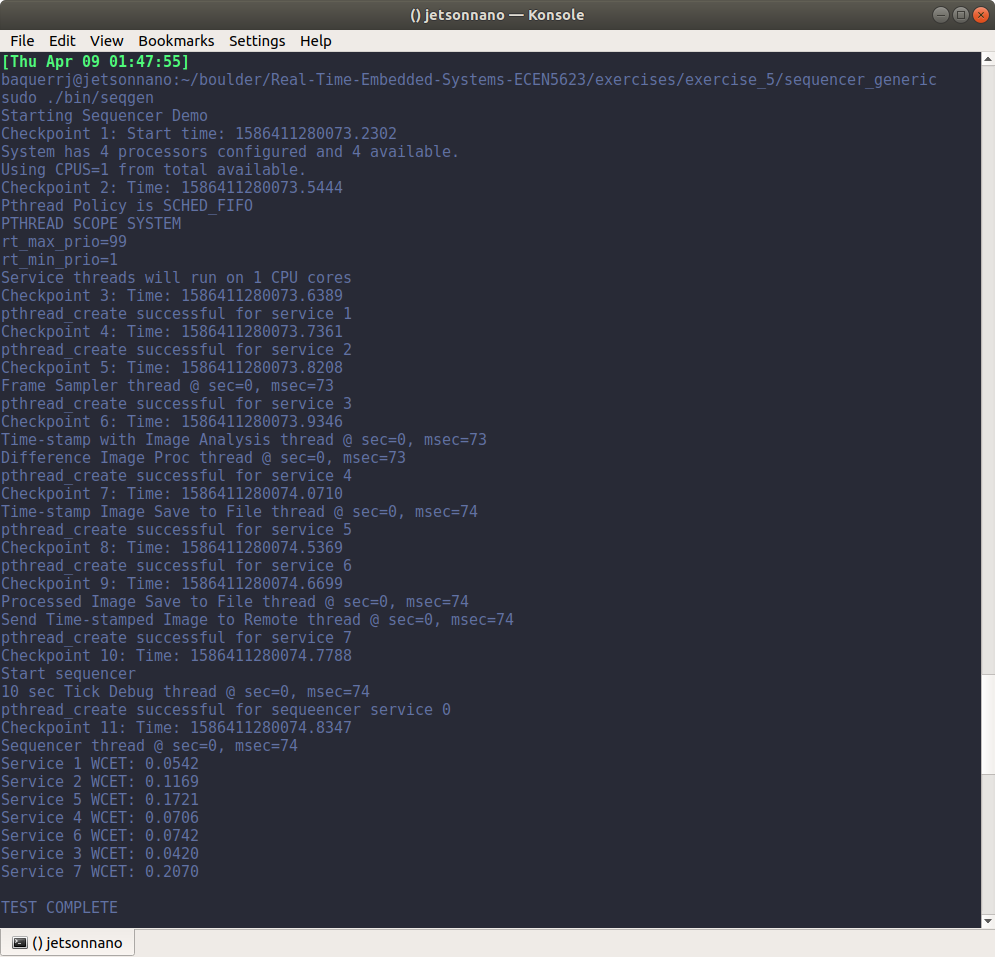 () jetsonnano — Konsole
File Edit View Bookmarks Settings Help
[Thu Apr 09 01:47:55]
baquerrj@jetsonnano:~/boulder/Real-Time-Embedded-Systems-ECEN5623/exercises/exercise_5/sequencer_generic
sudo ./bin/seqgen
Starting Sequencer Demo
Checkpoint 1: Start time: 1586411280073.2302
System has 4 processors configured and 4 available.
Using CPUS=1 from total available.
Checkpoint 2: Time: 1586411280073.5444
Pthread Policy is SCHED_FIFO
PTHREAD SCOPE SYSTEM
rt_max_prio=99
rt_min_prio=1
Service threads will run on 1 CPU cores
Checkpoint 3: Time: 1586411280073.6389
pthread_create successful for service 1
Checkpoint 4: Time: 1586411280073.7361
pthread_create successful for service 2
Checkpoint 5: Time: 1586411280073.8208
Frame Sampler thread @ sec=0, msec=73
pthread_create successful for service 3
Checkpoint 6: Time: 1586411280073.9346
Time-stamp with Image Analysis thread @ sec=0, msec=73
Difference Image Proc thread @ sec=0, msec=73
pthread_create successful for service 4
Checkpoint 7: Time: 1586411280074.0710
Time-stamp Image Save to File thread @ sec=0, msec=74
pthread_create successful for service 5
Checkpoint 8: Time: 1586411280074.5369
pthread_create successful for service 6
Checkpoint 9: Time: 1586411280074.6699
Processed Image Save to File thread @ sec=0, msec=74
Send Time-stamped Image to Remote thread @ sec=0, msec=74
pthread_create successful for service 7
Checkpoint 10: Time: 1586411280074.7788
Start sequencer
10 sec Tick Debug thread @ sec=0, msec=74
pthread_create successful for sequeencer service 0
Checkpoint 11: Time: 1586411280074.8347
Sequencer thread @ sec=0, msec=74
Service 1 WCET: 0.0542
Service 2 WCET: 0.1169
Service 5 WCET: 0.1721
Service 4 WCET: 0.0706
Service 6 WCET: 0.0742
Service 3 WCET: 0.0420
Service 7 WCET: 0.2070
TEST COMPLETE
() jetsonnano